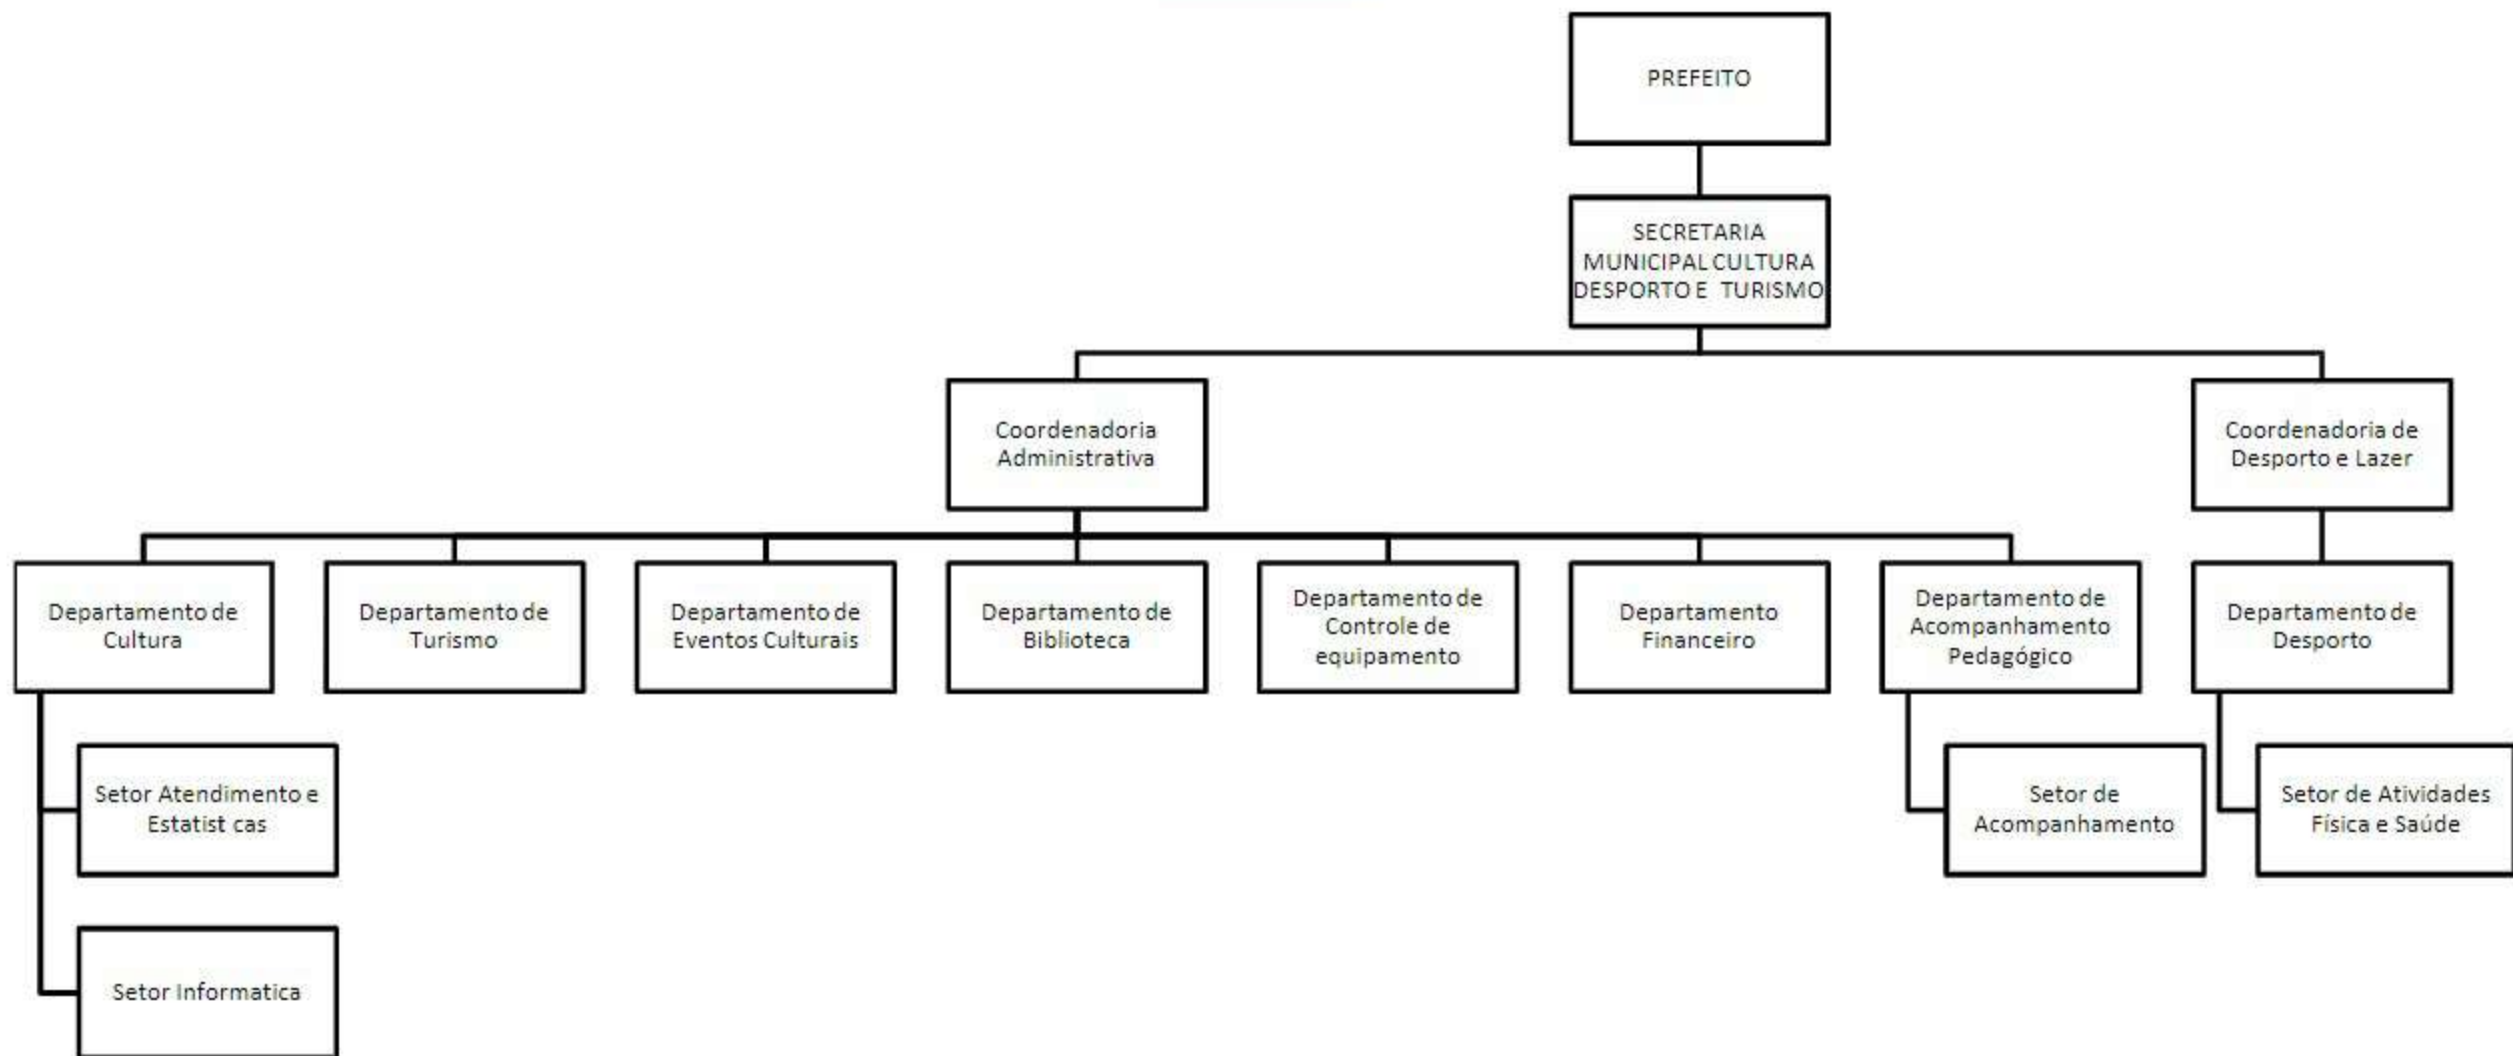 PREFEITO
SECRETARIA
MUNICIPAL CULTURA
DESPORTO E TURISMO
Coordenadoria
Administrativa
Coordenadoria de
Desporto e Lazer
Departamento de
Cultura
Departamento de
Turismo
Departamento de
Eventos Culturais
Departamento de
Biblioteca
Departamento de
Controle de
equipamento
Departamento
Financeiro
Departamento de
Acompanhamento
Pedagógico
Departamento de
Desporto
Setor Atendimento e
Estatist cas
Setor de
Acompanhamento
Setor de Atividades
Física e Saúde
Setor Informatica